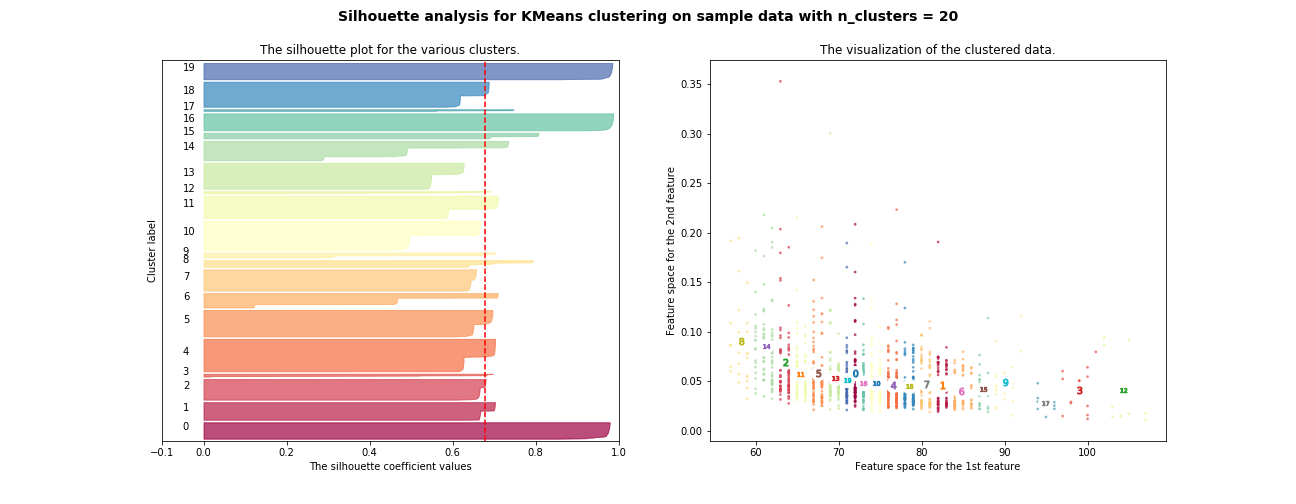 Silhouette analysis for KMeans clustering on sample data with n_clusters = 20
The silhouette plot for the various clusters.
19
18
17
16
15
14
13
12
11
10
9
8
7
6
5
4
3
2
1
0
Cluster label
-0.1 0.0 0.2 0.4 0.6 0.8 1.0
The silhouette coefficient values
The visualization of the clustered data.
0.35
0.30
0.25
0.20
0.15
0.10
0.05
0.00
Feature space for the 2nd feature
8 14 2 11 5 13 19 0 16 10 4 18 7 1 6 15 9 17 3 12
60 70 80 90 100
Feature space for the 1st feature